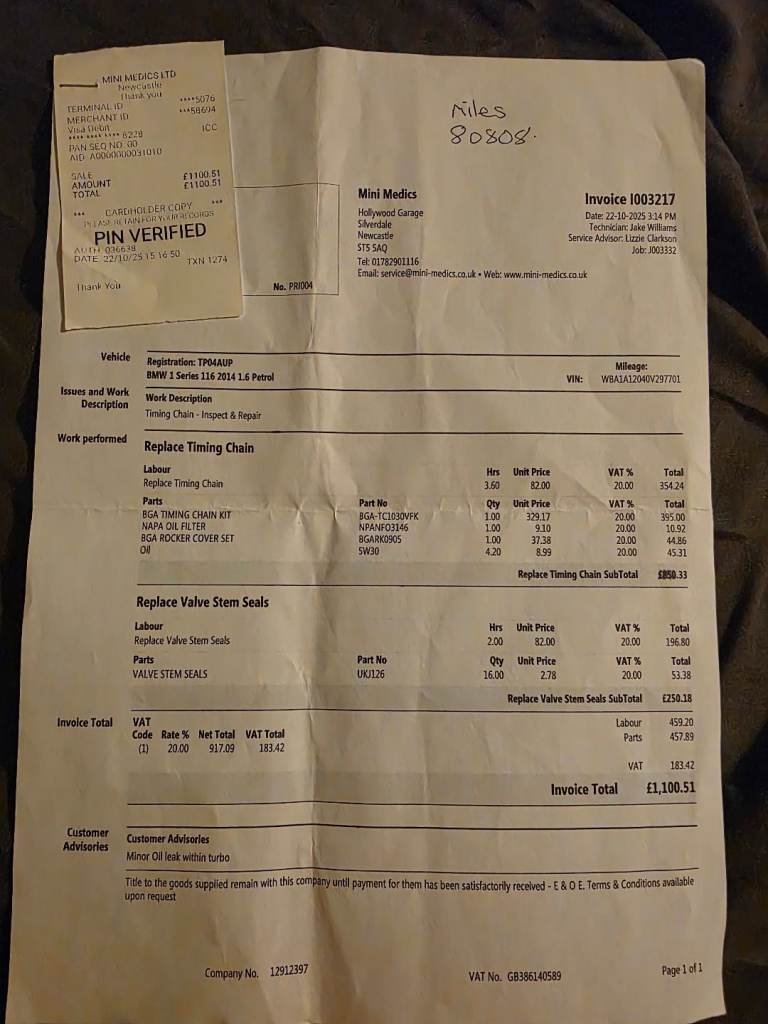 MINI MEDICS LTD
Newcastle
Thank you
TERMINAL ID ****5076
MERCHANT ID ***58694
Visa Debit ICC
**** **** **** 8228
PAN SEQ NO. 00
AID A0000000031010
SALE
AMOUNT £1100.51
TOTAL £1100.51
*** CARDHOLDER COPY ***
PLEASE RETAIN FOR YOUR RECORDS
PIN VERIFIED
AUTH 036638
DATE 22/10/25 15:16:50 TXN 1274
Thank You
Miles
80808.
No. PRI004
Mini Medics
Hollywood Garage
Silverdale
Newcastle
ST5 5AQ
Tel: 01782901116
Email: service@mini-medics.co.uk • Web: www.mini-medics.co.uk
Invoice I003217
Date: 22-10-2025 3:14 PM
Technician: Jake Williams
Service Advisor: Lizzie Clarkson
Job: J003332
Vehicle
Registration: TP04AUP
BMW 1 Series 116 2014 1.6 Petrol
Mileage:
VIN: WBA1A12040V297701
Issues and Work Description
Work Description
Timing Chain - Inspect & Repair
Work performed
Replace Timing Chain
Labour Hrs Unit Price VAT % Total
Replace Timing Chain 3.60 82.00 20.00 354.24
Parts Part No Qty Unit Price VAT % Total
BGA TIMING CHAIN KIT BGA-TC1030VFK 1.00 329.17 20.00 395.00
NAPA OIL FILTER NPANFO3146 1.00 9.10 20.00 10.92
BGA ROCKER COVER SET BGARK0905 1.00 37.38 20.00 44.86
Oil 5W30 4.20 8.99 20.00 45.31
Replace Timing Chain SubTotal £850.33
Replace Valve Stem Seals
Labour Hrs Unit Price VAT % Total
Replace Valve Stem Seals 2.00 82.00 20.00 196.80
Parts Part No Qty Unit Price VAT % Total
VALVE STEM SEALS UKJ126 16.00 2.78 20.00 53.38
Replace Valve Stem Seals SubTotal £250.18
Invoice Total
VAT
Code Rate % Net Total VAT Total
(1) 20.00 917.09 183.42
Labour 459.20
Parts 457.89
VAT 183.42
Invoice Total £1,100.51
Customer Advisories
Customer Advisories
Minor Oil leak within turbo
Title to the goods supplied remain with this company until payment for them has been satisfactorily received - E & O E. Terms & Conditions available
upon request
Company No. 12912397
VAT No. GB386140589
Page 1 of 1